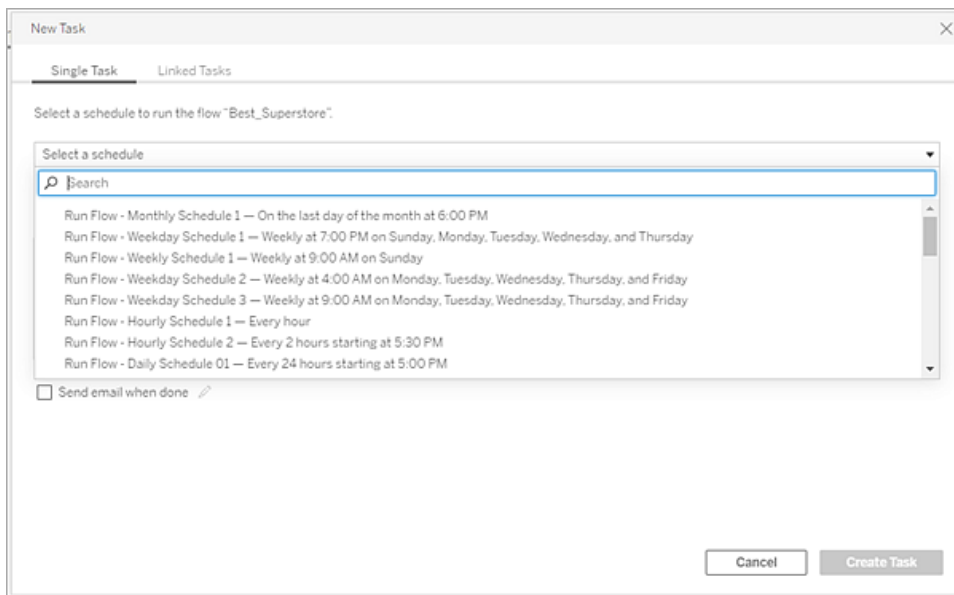 New Task
Single Task
Linked Tasks
Select a schedule to run the flow "Best_Superstore".
Select a schedule
Search
Run Flow - Monthly Schedule 1 — On the last day of the month at 6:00 PM
Run Flow - Weekday Schedule 1 — Weekly at 7:00 PM on Sunday, Monday, Tuesday, Wednesday, and Thursday
Run Flow - Weekly Schedule 1 — Weekly at 9:00 AM on Sunday
Run Flow - Weekday Schedule 2 — Weekly at 4:00 AM on Monday, Tuesday, Wednesday, Thursday, and Friday
Run Flow - Weekday Schedule 3 — Weekly at 9:00 AM on Monday, Tuesday, Wednesday, Thursday, and Friday
Run Flow - Hourly Schedule 1 — Every hour
Run Flow - Hourly Schedule 2 — Every 2 hours starting at 5:30 PM
Run Flow - Daily Schedule 01 — Every 24 hours starting at 5:00 PM
Send email when done
Cancel
Create Task